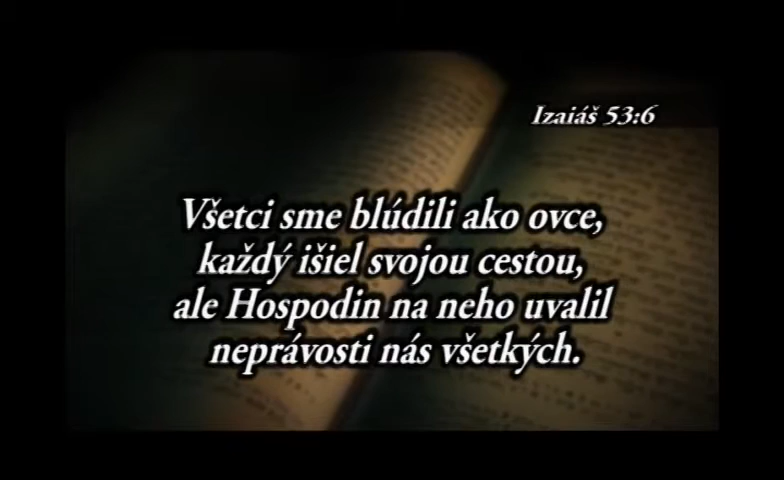 Izaiáš 53:6
Všetci sme blúdili ako ovce,
každý išiel svojou cestou,
ale Hospodin na neho uvalil
neprávosti nás všetkých.